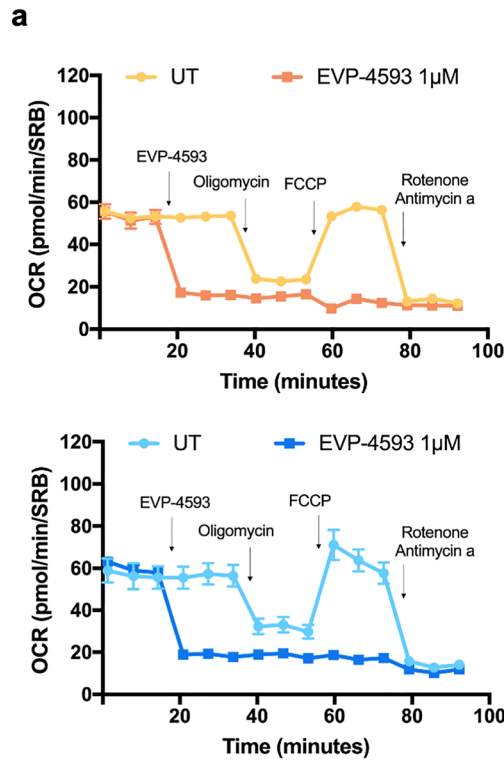 a
UT
EVP-4593 1μM
120
100
80
60
40
20
0
OCR (pmol/min/SRB)
EVP-4593
Oligomycin
FCCP
Rotenone
Antimycin a
20
40
60
80
100
Time (minutes)
UT
EVP-4593 1μM
120
100
80
60
40
20
0
OCR (pmol/min/SRB)
EVP-4593
Oligomycin
FCCP
Rotenone
Antimycin a
20
40
60
80
100
Time (minutes)